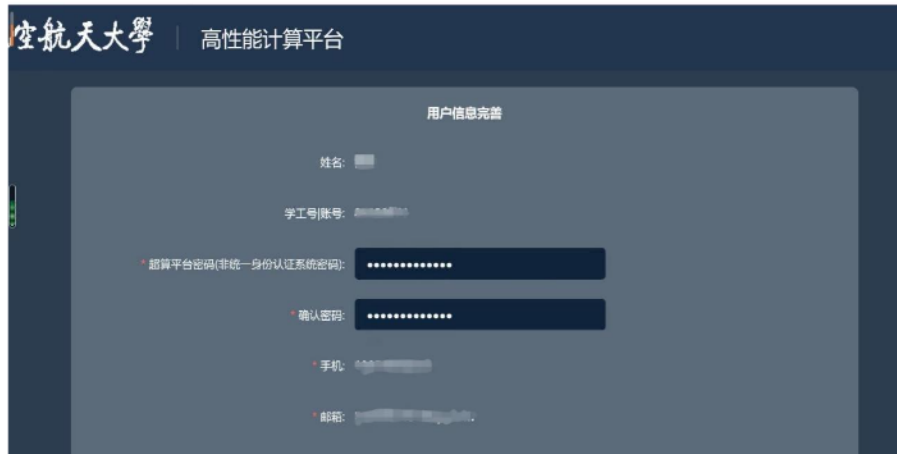 空航天大學 高性能计算平台
用户信息完善
姓名:
学工号|账号:
* 超算平台密码(非统一身份认证系统密码): •••••••••••••
* 确认密码: •••••••••••••
* 手机:
* 邮箱: